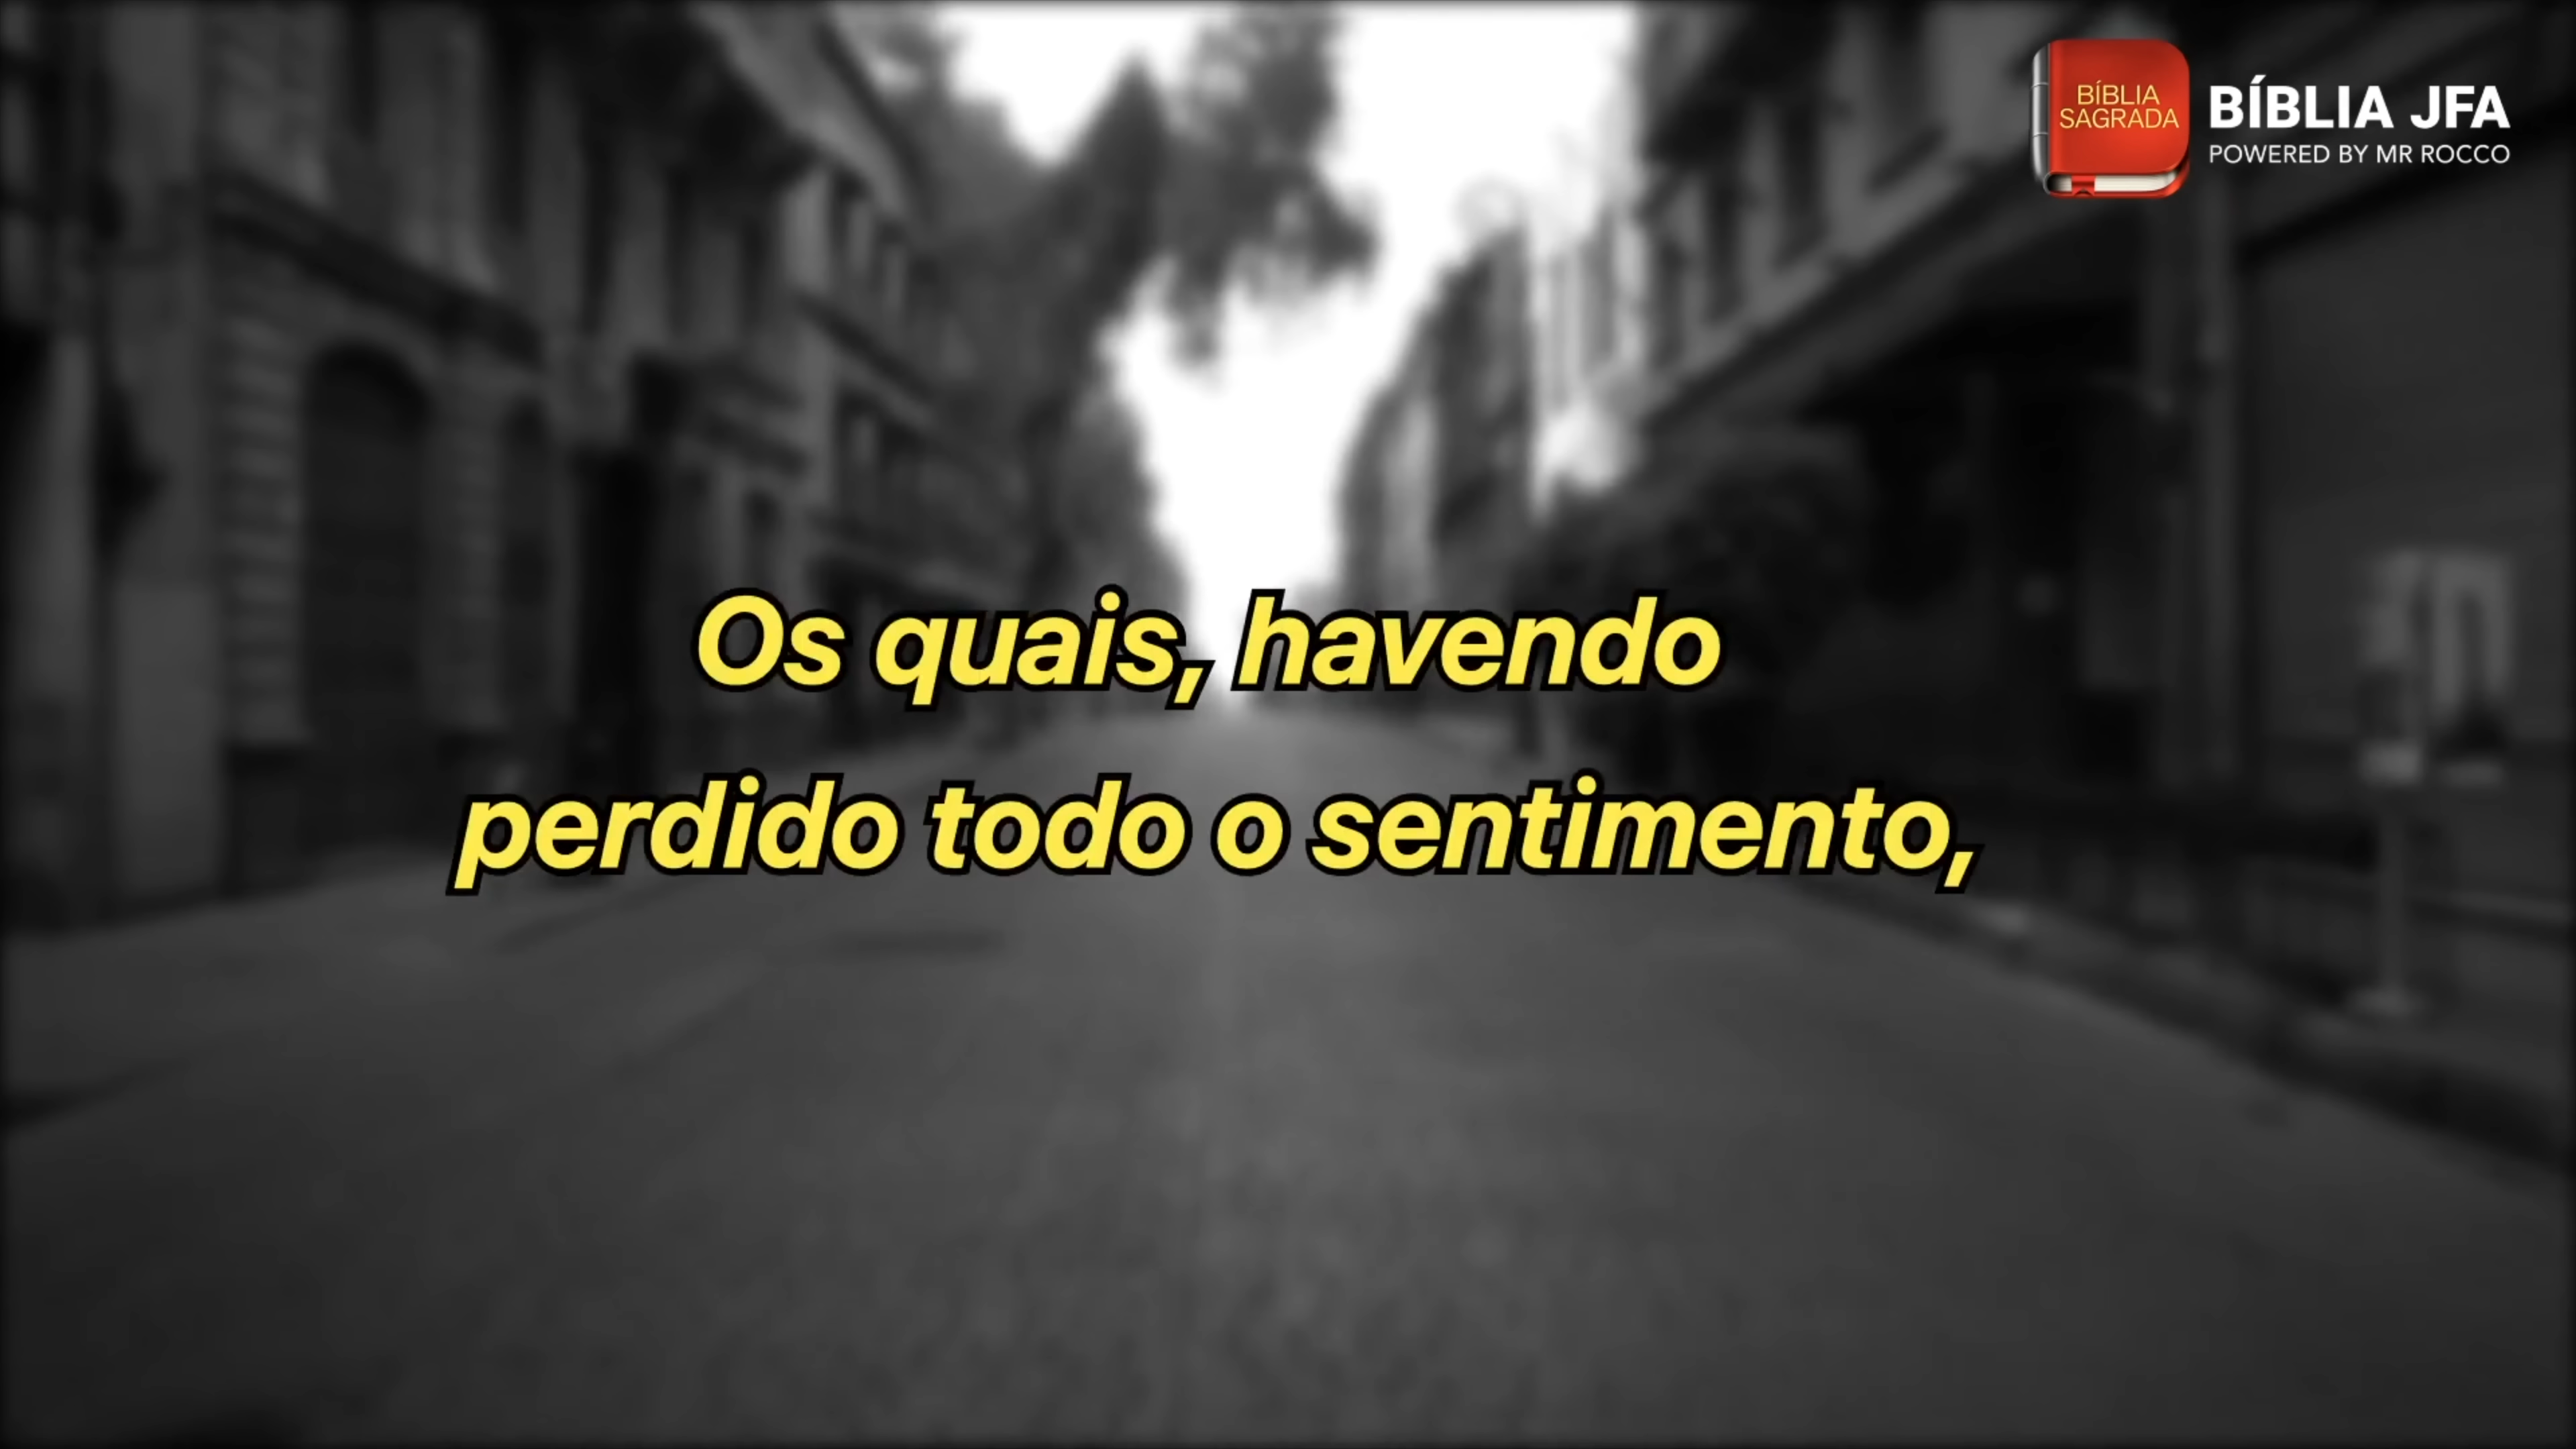 BÍBLIA
SAGRADA
BÍBLIA JFA
POWERED BY MR ROCCO
Os quais, havendo
perdido todo o sentimento,